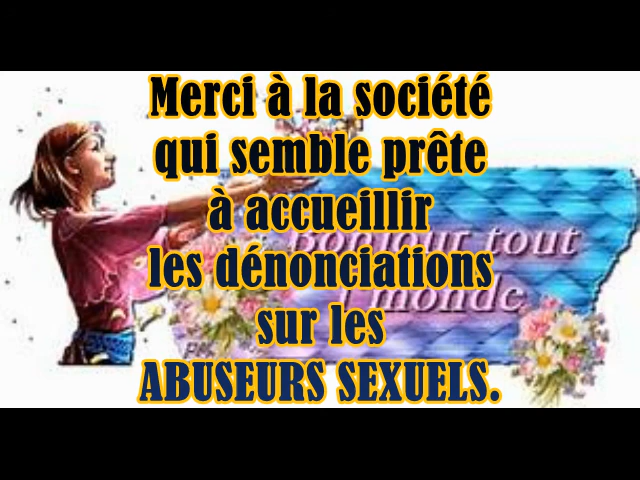 Merci à la société
qui semble prête
à accueillir
les dénonciations
sur les
ABUSEURS SEXUELS.
Bonjour tout
monde